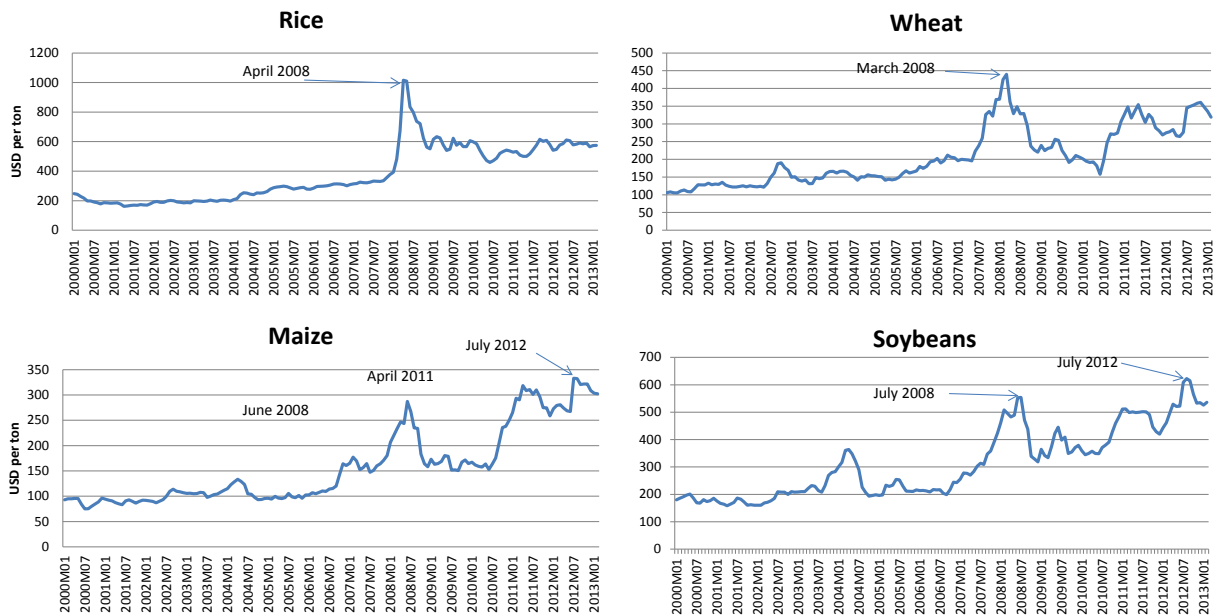 Rice
USD per ton
1200
1000
800
600
400
200
0
April 2008
2000M01
2000M07
2001M01
2001M07
2002M01
2002M07
2003M01
2003M07
2004M01
2004M07
2005M01
2005M07
2006M01
2006M07
2007M01
2007M07
2008M01
2008M07
2009M01
2009M07
2010M01
2010M07
2011M01
2011M07
2012M01
2012M07
2013M01
Wheat
500
450
400
350
300
250
200
150
100
50
0
March 2008
2000M01
2000M07
2001M01
2001M07
2002M01
2002M07
2003M01
2003M07
2004M01
2004M07
2005M01
2005M07
2006M01
2006M07
2007M01
2007M07
2008M01
2008M07
2009M01
2009M07
2010M01
2010M07
2011M01
2011M07
2012M01
2012M07
2013M01
Maize
USD per ton
350
300
250
200
150
100
50
0
July 2012
April 2011
June 2008
2000M01
2000M07
2001M01
2001M07
2002M01
2002M07
2003M01
2003M07
2004M01
2004M07
2005M01
2005M07
2006M01
2006M07
2007M01
2007M07
2008M01
2008M07
2009M01
2009M07
2010M01
2010M07
2011M01
2011M07
2012M01
2012M07
2013M01
Soybeans
700
600
500
400
300
200
100
0
July 2012
July 2008
2000M01
2000M07
2001M01
2001M07
2002M01
2002M07
2003M01
2003M07
2004M01
2004M07
2005M01
2005M07
2006M01
2006M07
2007M01
2007M07
2008M01
2008M07
2009M01
2009M07
2010M01
2010M07
2011M01
2011M07
2012M01
2012M07
2013M01